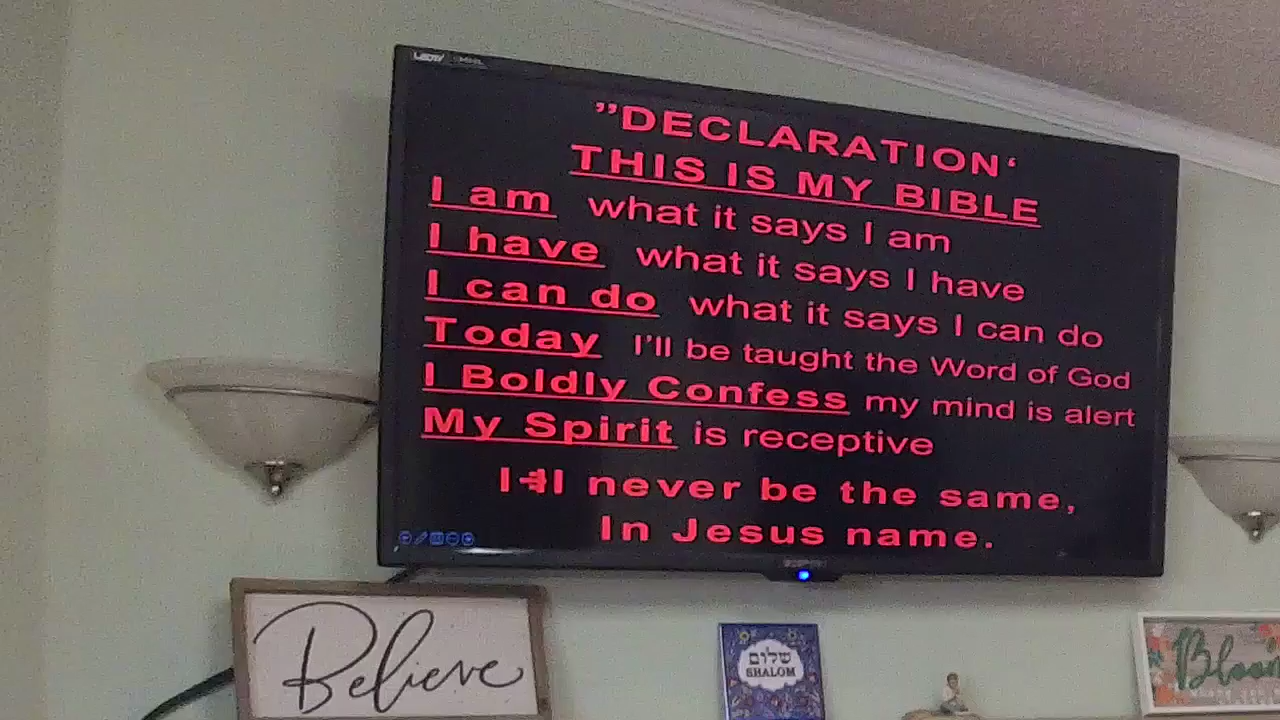 ”DECLARATION‘
THIS IS MY BIBLE
I am what it says I am
I have what it says I have
I can do what it says I can do
Today I’ll be taught the Word of God
I Boldly Confess my mind is alert
My Spirit is receptive
never be the same,
In Jesus name.
Believe
שלום
SHALOM